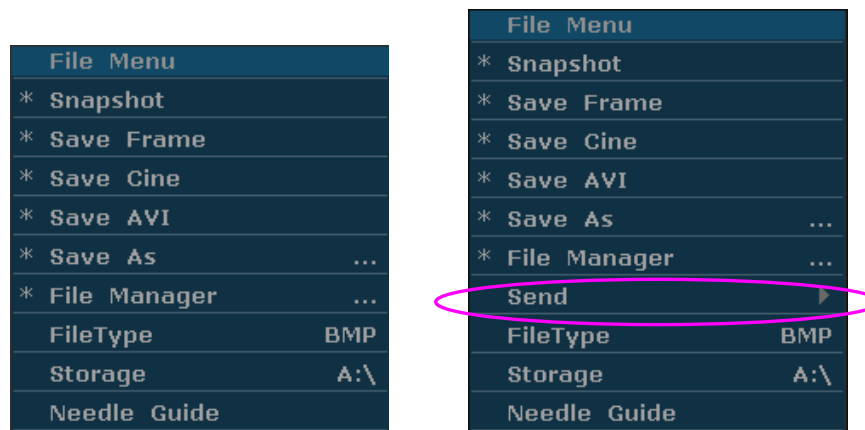 File Menu
* Snapshot
* Save Frame
* Save Cine
* Save AVI
* Save As ...
* File Manager ...
FileType BMP
Storage A:\
Needle Guide
File Menu
* Snapshot
* Save Frame
* Save Cine
* Save AVI
* Save As ...
* File Manager ...
Send
FileType BMP
Storage A:\
Needle Guide